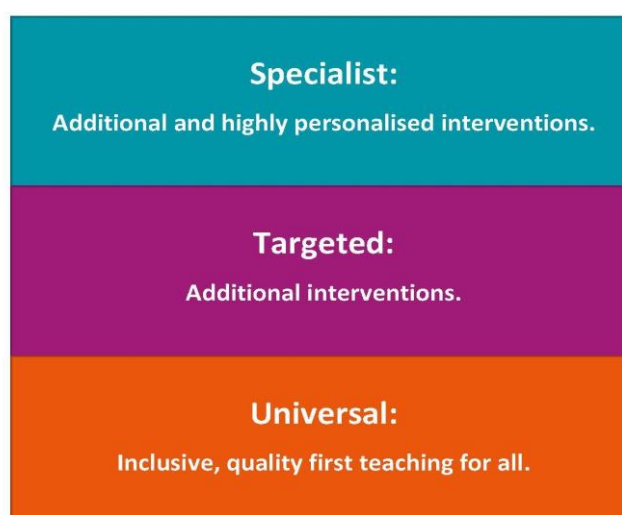 Specialist:
Additional and highly personalised interventions.
Targeted:
Additional interventions.
Universal:
Inclusive, quality first teaching for all.